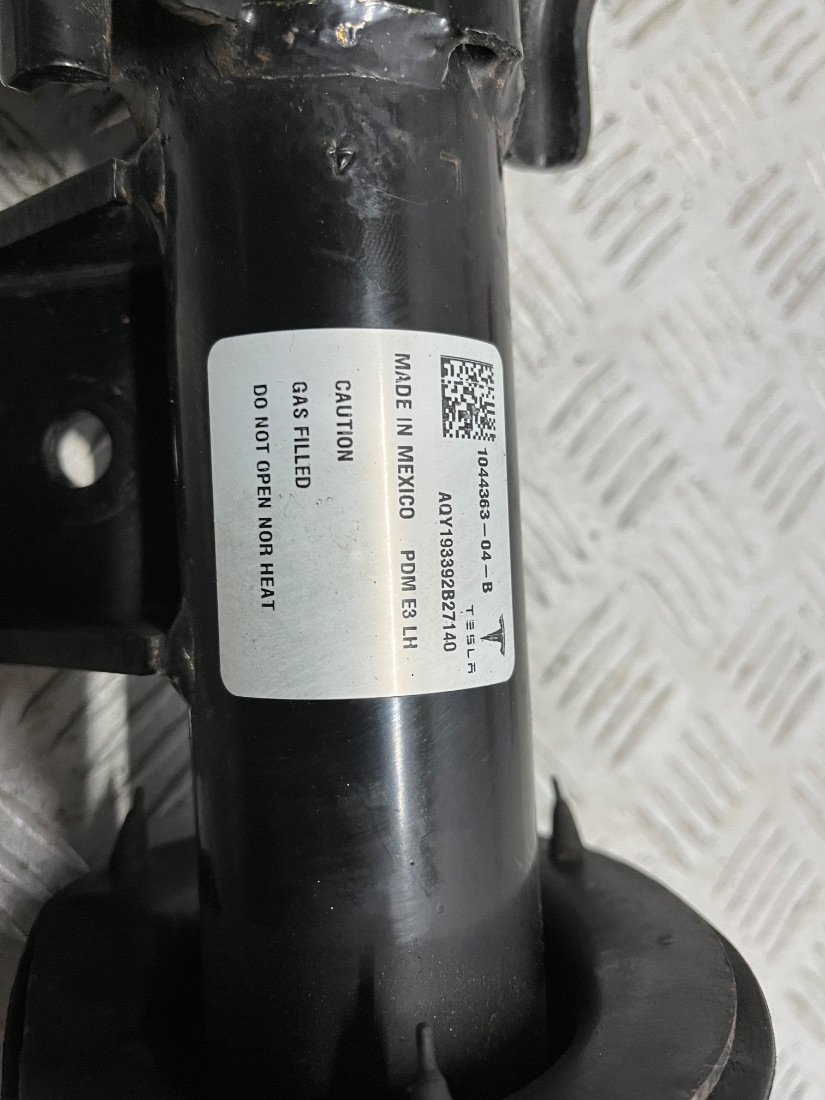 1044363-04-B
TESLA
AQY193392B27140
MADE IN MEXICO PDM E3 LH
CAUTION
GAS FILLED
DO NOT OPEN NOR HEAT